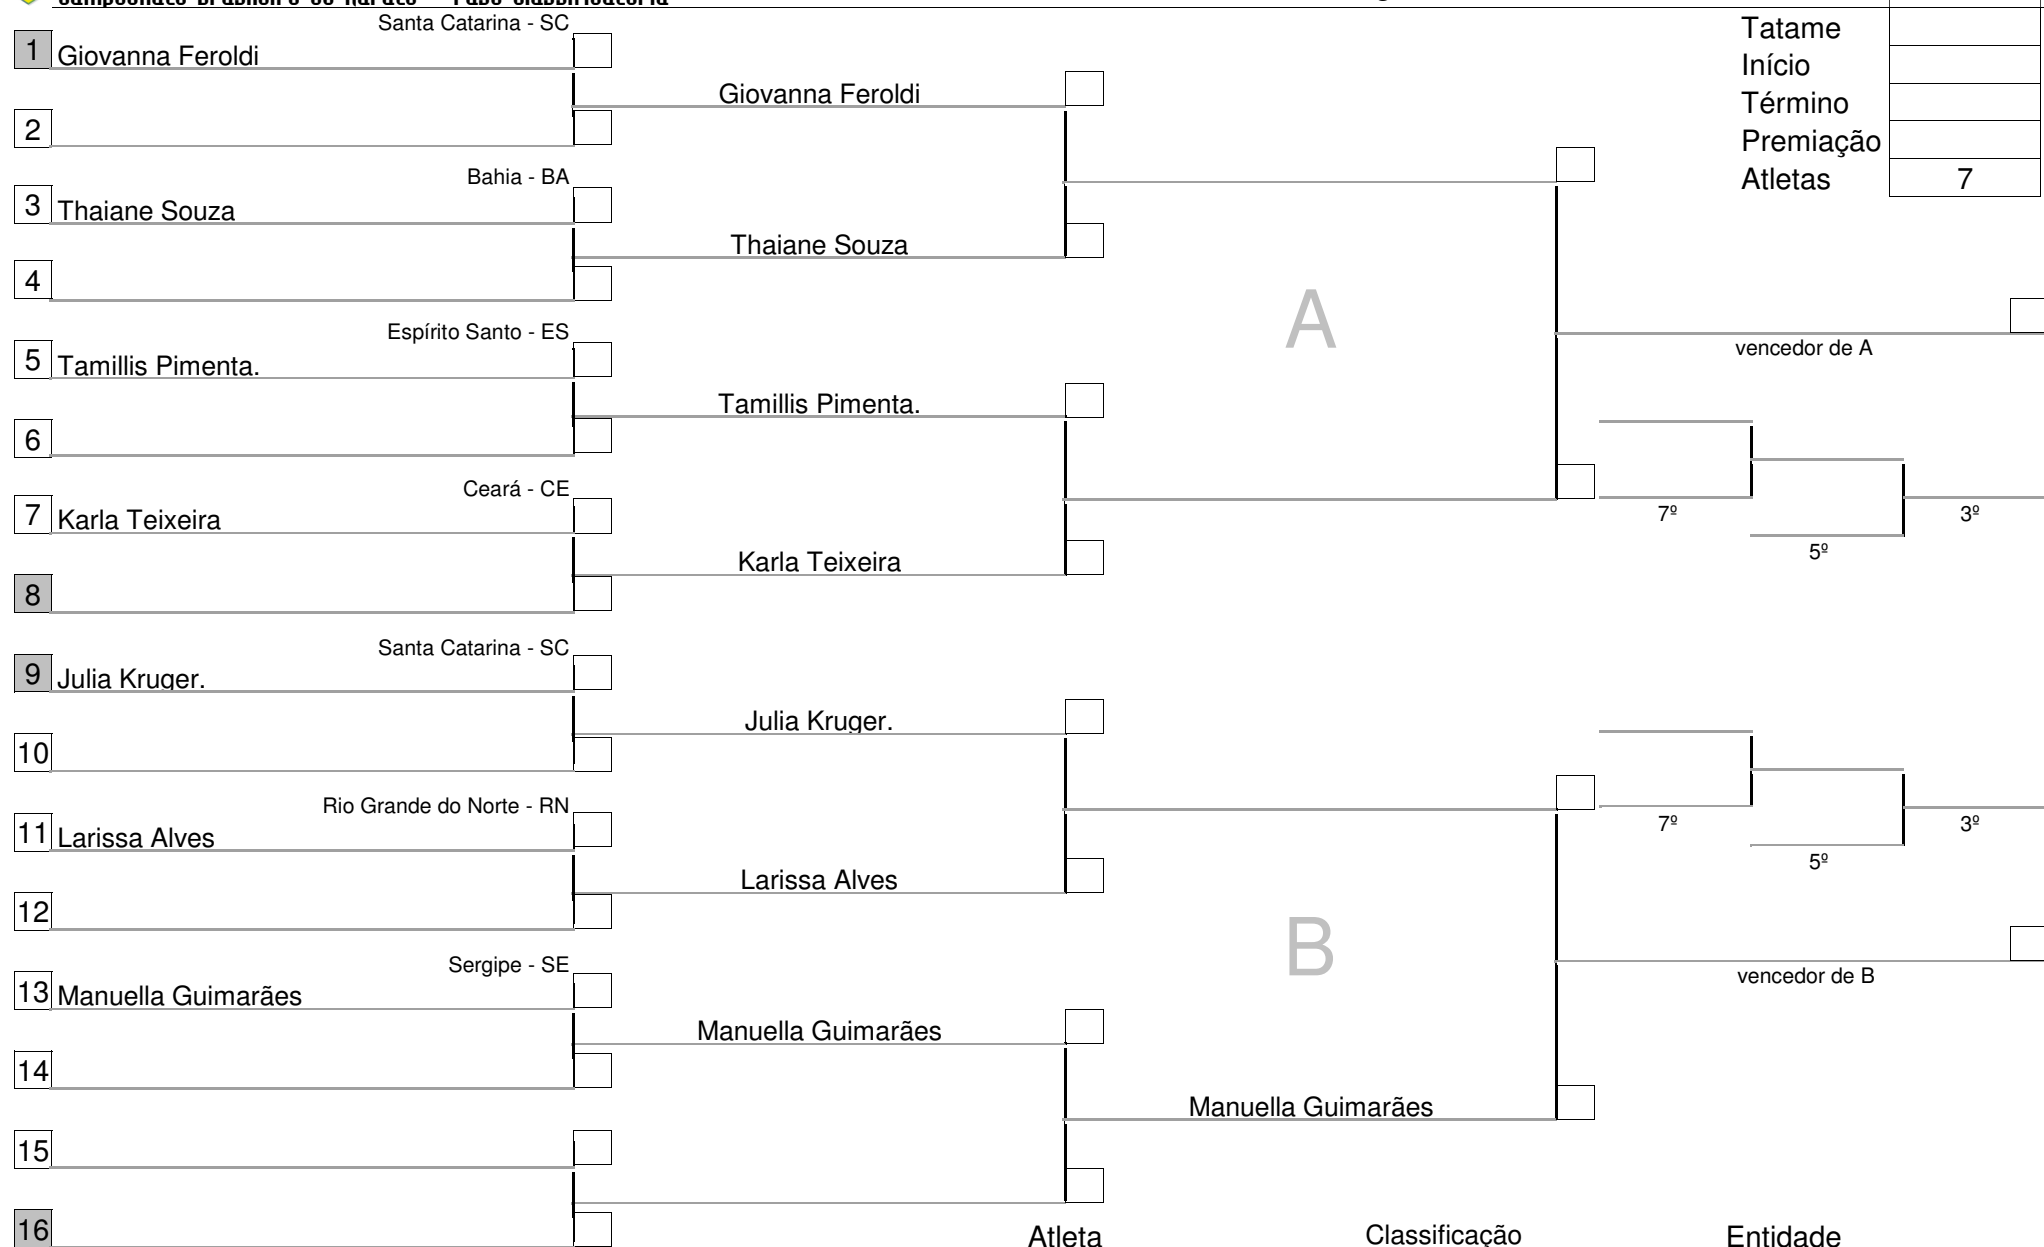 Santa Catarina - SC
1 Giovanna Feroldi
Tatame
Início
Giovanna Feroldi
Término
2
Premiação
Bahia - BA
Atletas 7
3 Thaiane Souza
Thaiane Souza
4
A
Espírito Santo - ES
vencedor de A
5 Tamillis Pimenta.
Tamillis Pimenta.
6
Ceará - CE
7 Karla Teixeira
7º 3º
5º
Karla Teixeira
8
Santa Catarina - SC
9 Julia Kruger.
Julia Kruger.
10
Rio Grande do Norte - RN
11 Larissa Alves
7º 3º
5º
Larissa Alves
12
B
Sergipe - SE
vencedor de B
13 Manuella Guimarães
Manuella Guimarães
14
Manuella Guimarães
15
16
Atleta Classificação Entidade